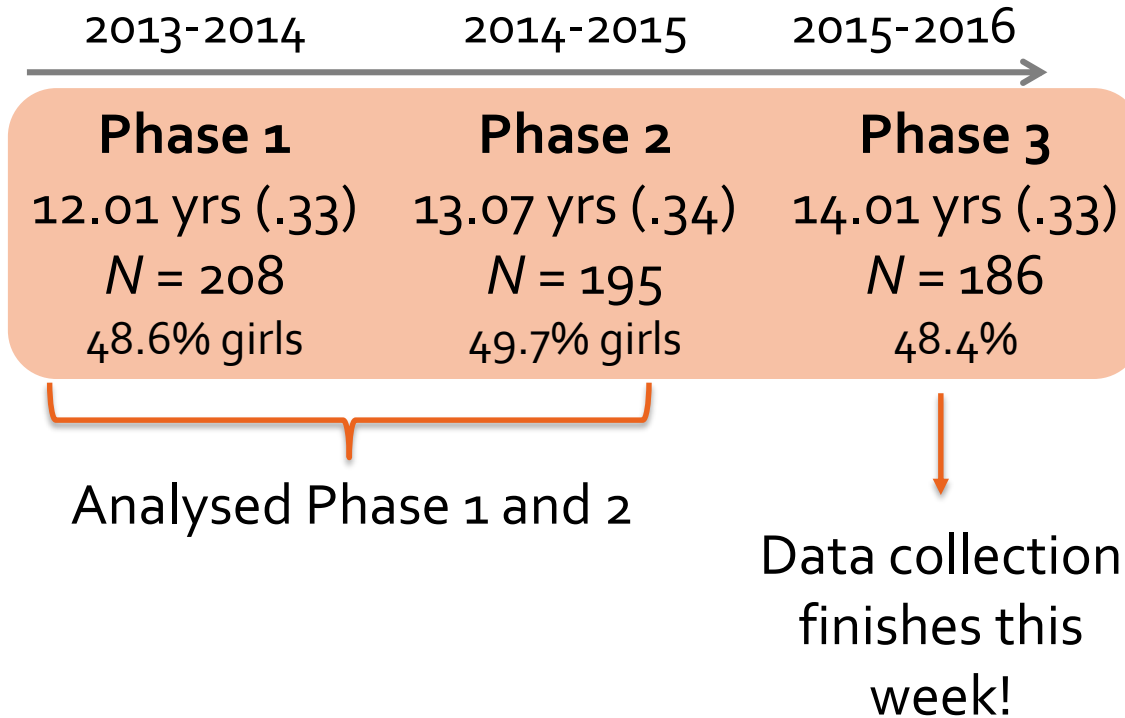 2013-2014 2014-2015 2015-2016
Phase 1 Phase 2 Phase 3
12.01 yrs (.33) 13.07 yrs (.34) 14.01 yrs (.33)
N = 208 N = 195 N = 186
48.6% girls 49.7% girls 48.4%
Analysed Phase 1 and 2
Data collection
finishes this
week!